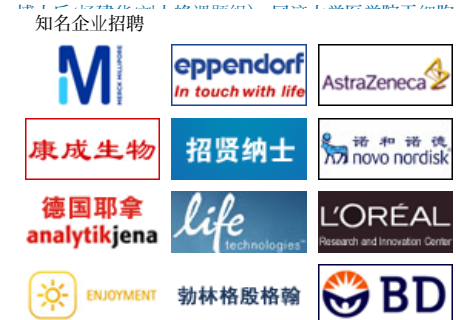 知名企业招聘
M MERCK MILLIPORE
eppendorf
In touch with life
AstraZeneca
康成生物
招贤纳士
诺和诺德
novo nordisk
德国耶拿
analytikjena
life
technologies™
L'ORÉAL
Research and Innovation Center
ENJOYMENT
勃林格殷格翰
BD